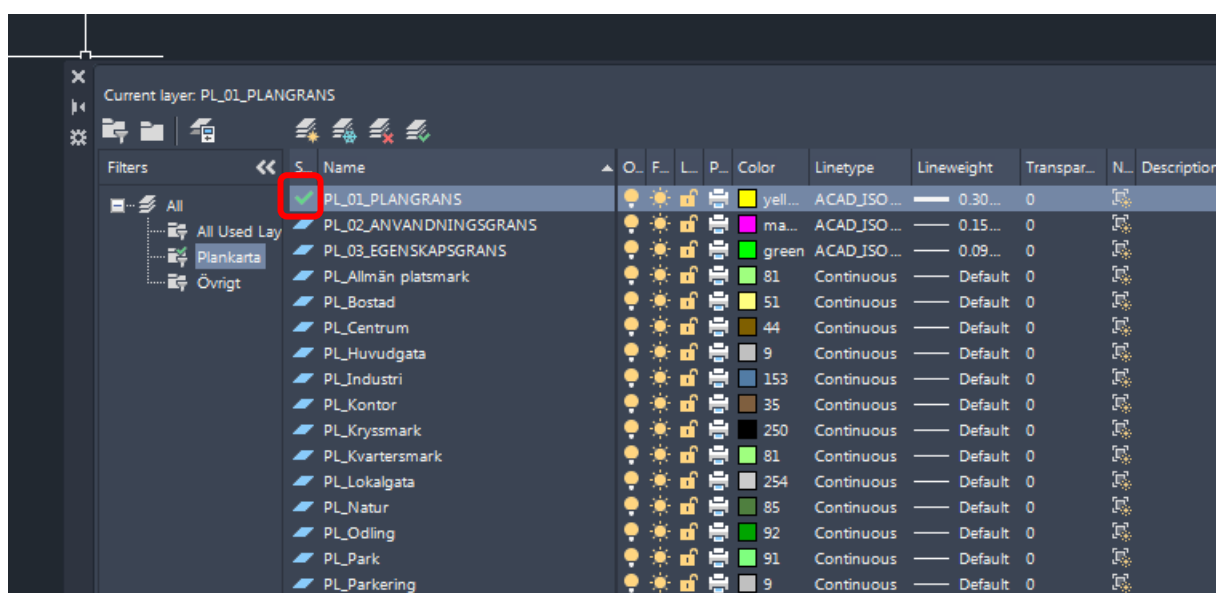 Current layer: PL_01_PLANGRANS
Filters
S... Name O... F... L... P... Color Linetype Lineweight Transpar... N... Description
All
All Used Lay
Plankarta
Övrigt
PL_01_PLANGRANS yell... ACAD_ISO... 0.30... 0
PL_02_ANVANDNINGSGRANS ma... ACAD_ISO... 0.15... 0
PL_03_EGENSKAPSGRANS green ACAD_ISO... 0.09... 0
PL_Allmän platsmark 81 Continuous Default 0
PL_Bostad 51 Continuous Default 0
PL_Centrum 44 Continuous Default 0
PL_Huvudgata 9 Continuous Default 0
PL_Industri 153 Continuous Default 0
PL_Kontor 35 Continuous Default 0
PL_Kryssmark 250 Continuous Default 0
PL_Kvartersmark 81 Continuous Default 0
PL_Lokalgata 254 Continuous Default 0
PL_Natur 85 Continuous Default 0
PL_Odling 92 Continuous Default 0
PL_Park 91 Continuous Default 0
PL_Parkering 9 Continuous Default 0